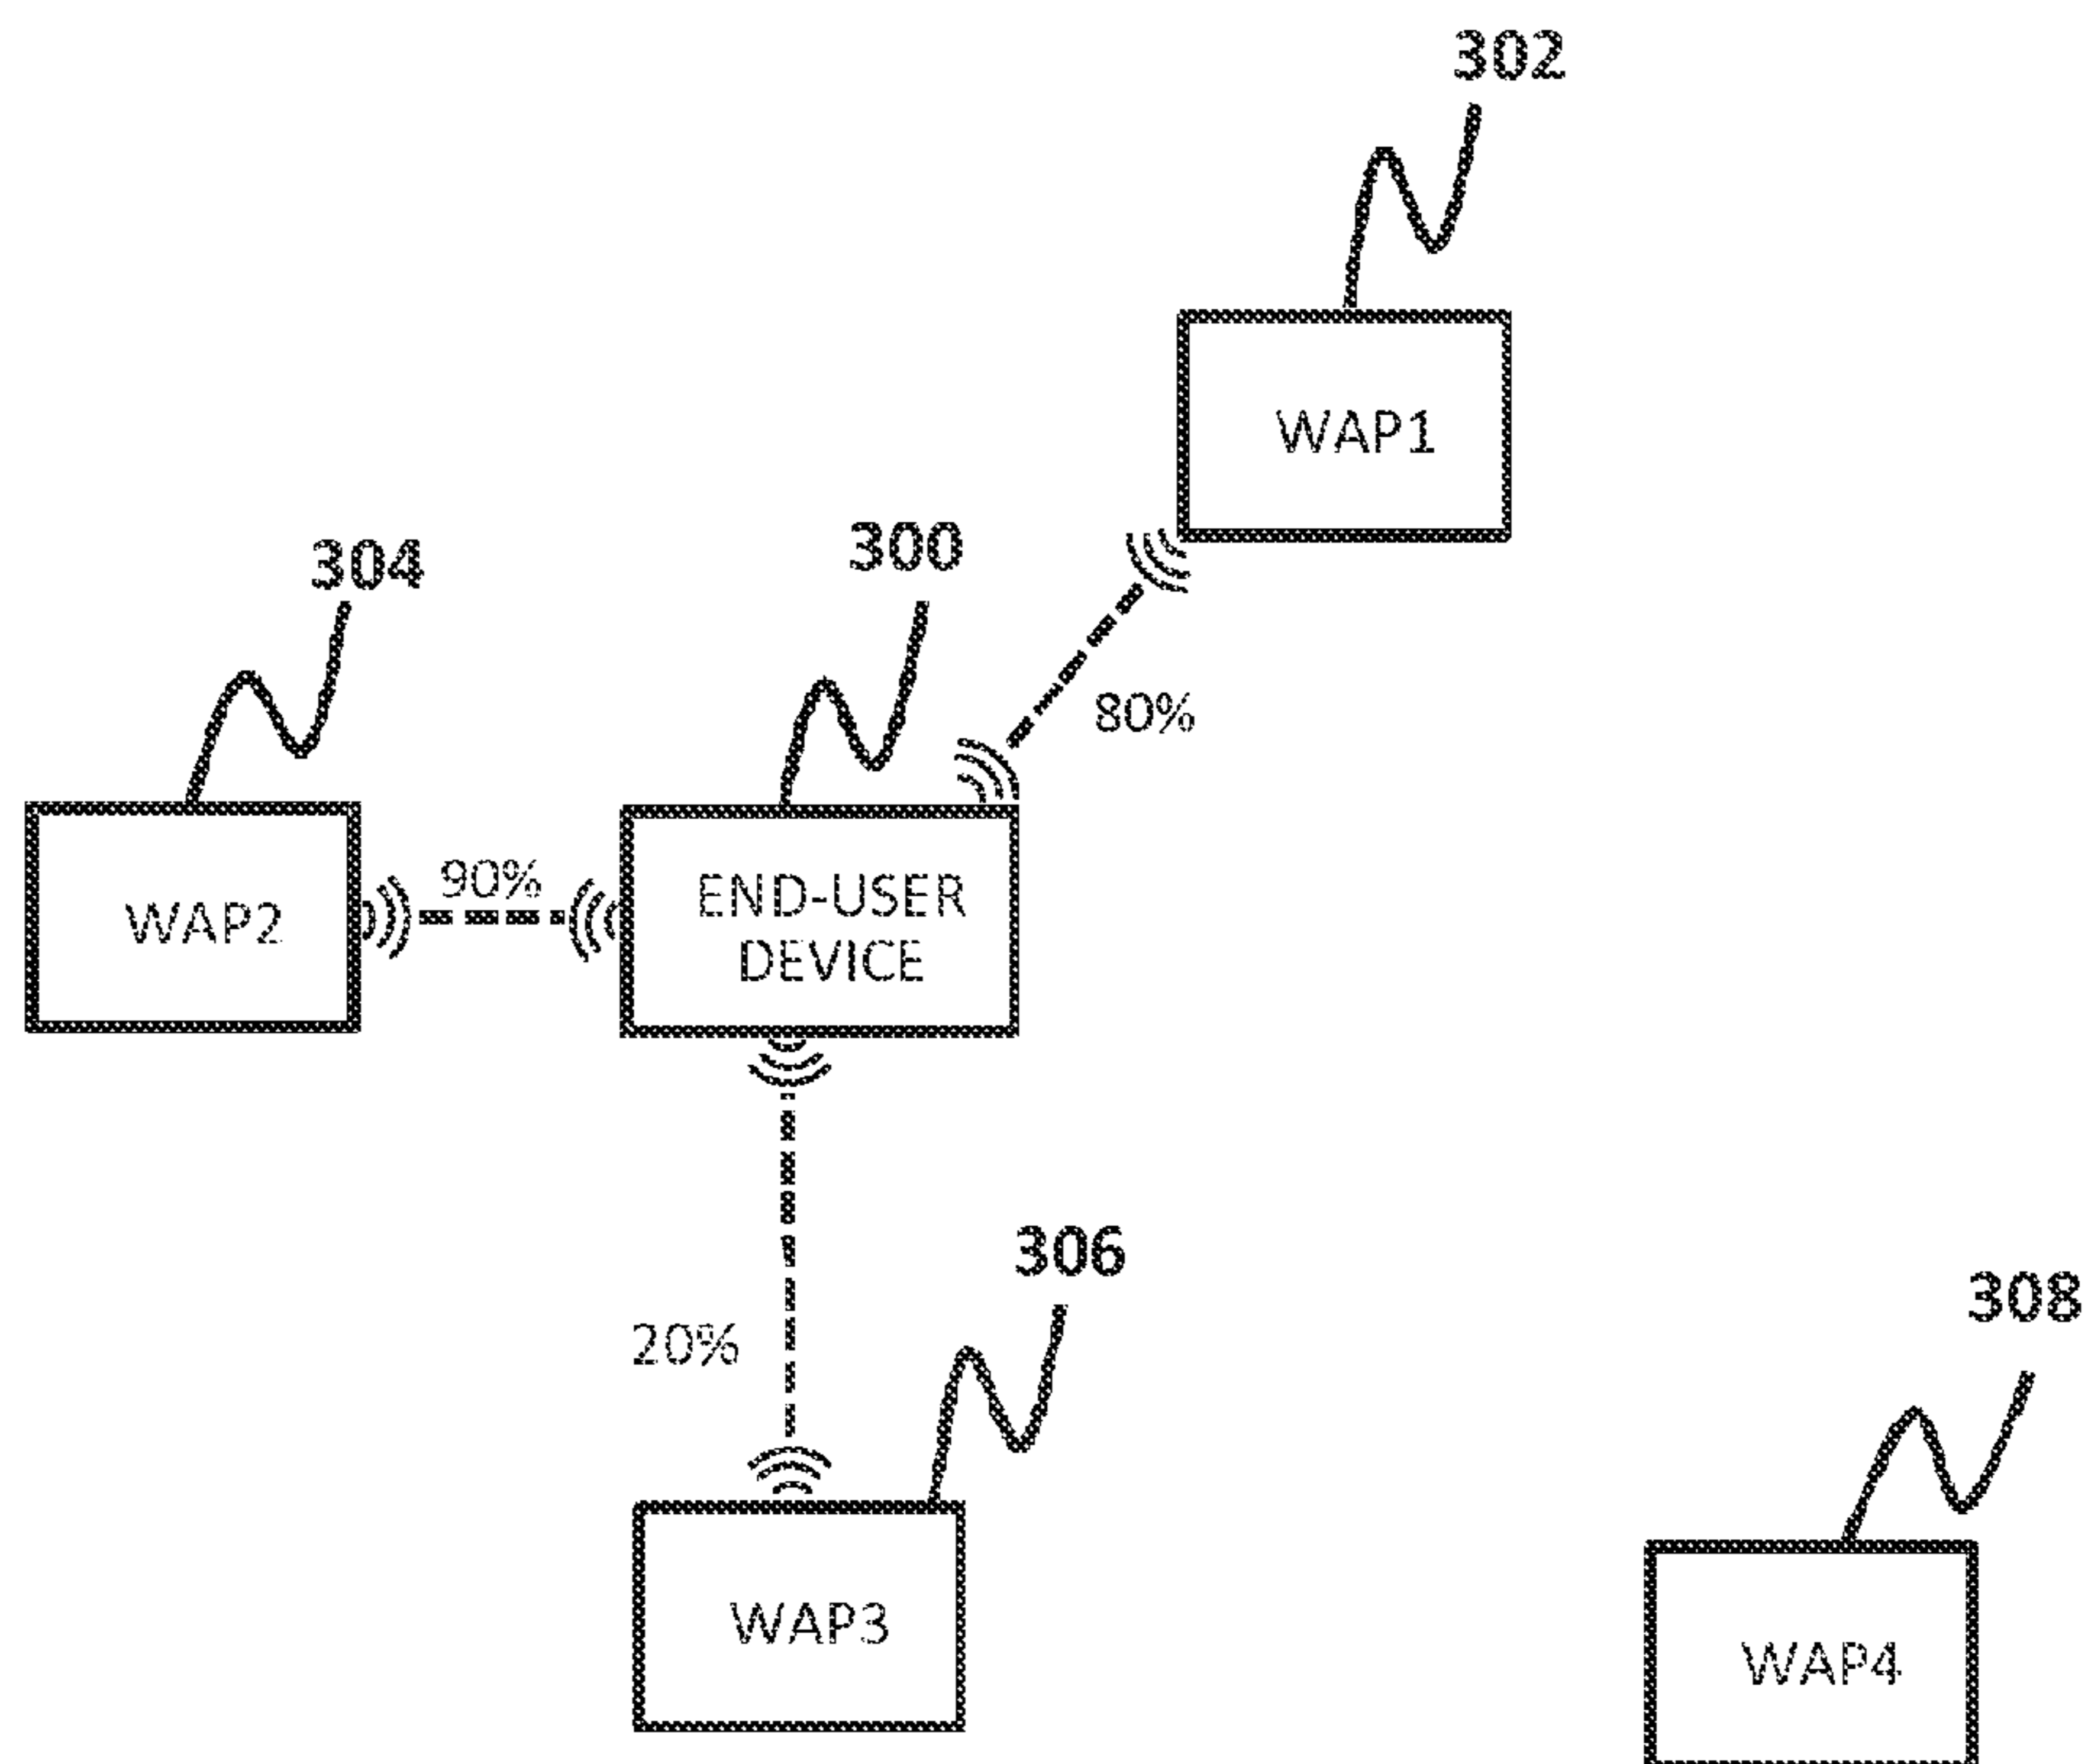 302
WAP1
300
304
80%
90%
END-USER
DEVICE
WAP2
306
308
20%
WAP3
WAP4